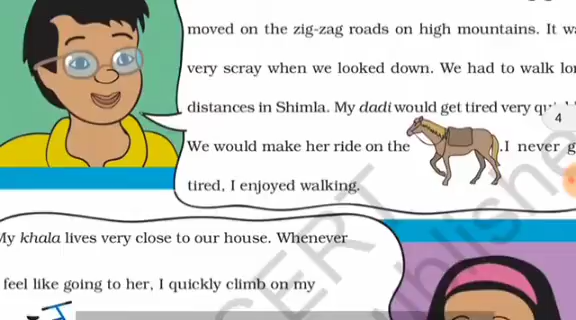 moved on the zig-zag roads on high mountains. It
very scray when we looked down. We had to walk
distances in Shimla. My dadi would get tired very
4
We would make her ride on the .I never
tired, I enjoyed walking.
My khala lives very close to our house. Whenever
feel like going to her, I quickly climb on my